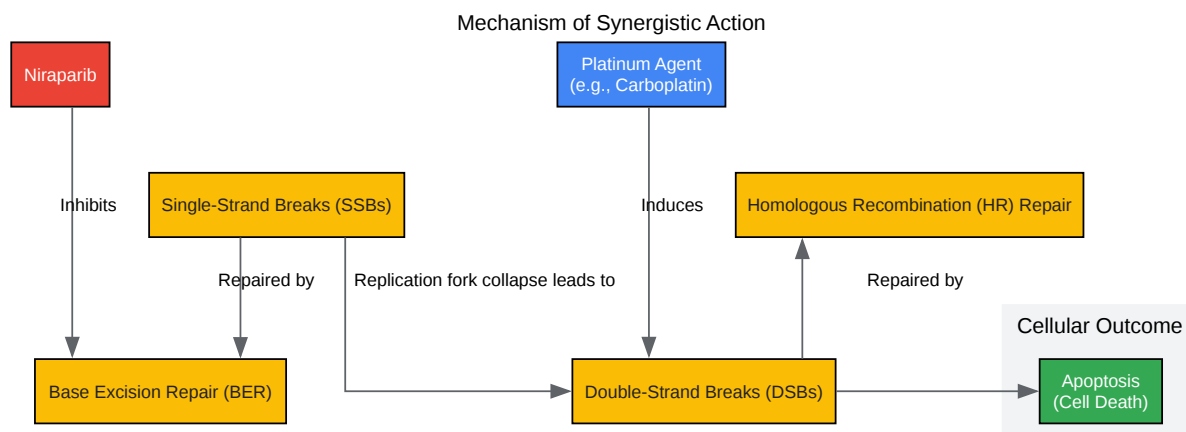 Mechanism of Synergistic Action
Niraparib
Platinum Agent
(e.g., Carboplatin)
Inhibits
Single-Strand Breaks (SSBs)
Induces
Homologous Recombination (HR) Repair
Repaired by
Replication fork collapse leads to
Repaired by
Cellular Outcome
Base Excision Repair (BER)
Double-Strand Breaks (DSBs)
Apoptosis
(Cell Death)